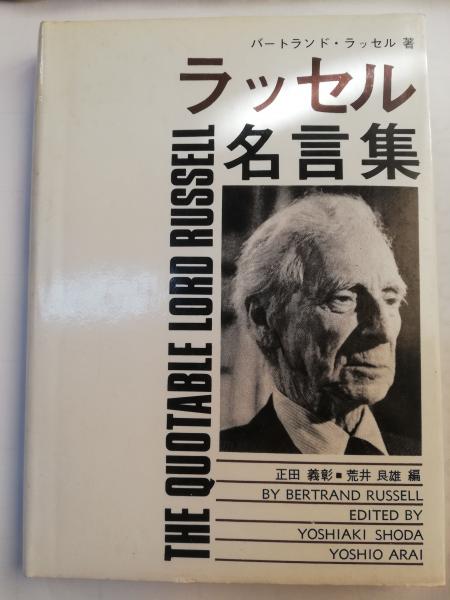 バートランド・ラッセル 著
ラッセル
名言集
THE QUOTABLE LORD RUSSELL
正田 義彰■荒井 良雄 編
BY BERTRAND RUSSELL
EDITED BY
YOSHIAKI SHODA
YOSHIO ARAI